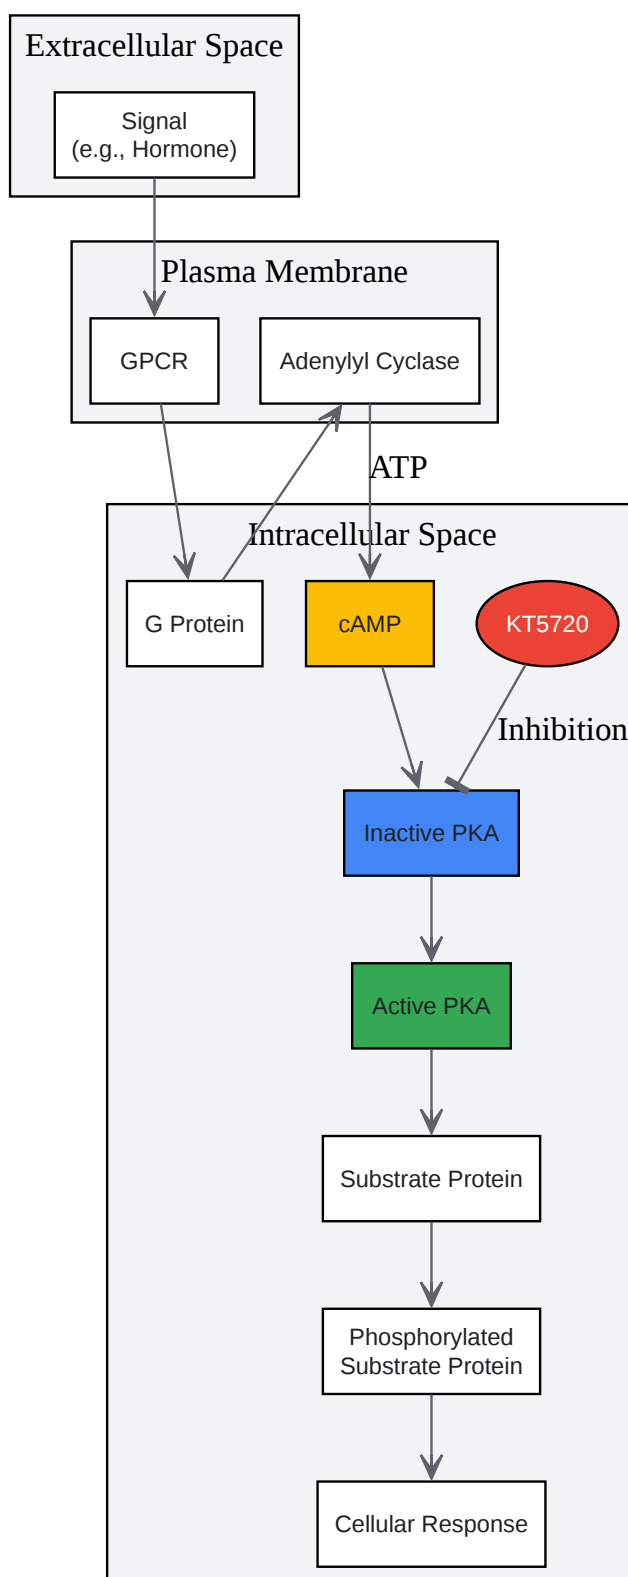 Extracellular Space
Signal
(e.g., Hormone)
Plasma Membrane
GPCR
Adenylyl Cyclase
ATP
Intracellular Space
G Protein
cAMP
KT5720
Inhibition
Inactive PKA
Active PKA
Substrate Protein
Phosphorylated
Substrate Protein
Cellular Response